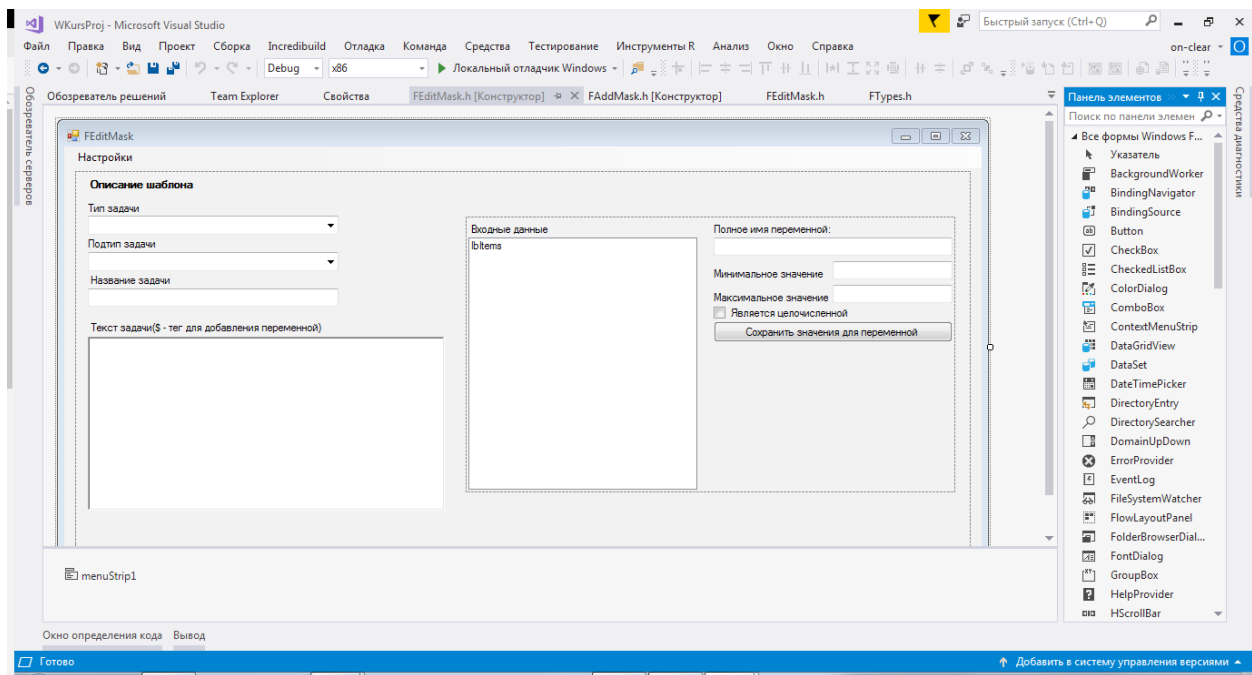 WKursProj - Microsoft Visual Studio
Быстрый запуск (Ctrl+Q)
Файл Правка Вид Проект Сборка Incredibuild Отладка Команда Средства Тестирование Инструменты R Анализ Окно Справка
on-clear
Debug x86 Локальный отладчик Windows
Обозреватель серверов
Обозреватель решений Team Explorer Свойства FEditMask.h [Конструктор] FAddMask.h [Конструктор] FEditMask.h FTypes.h
FEditMask
Настройки
Описание шаблона
Тип задачи
Подтип задачи
Название задачи
Текст задачи($ - тег для добавления переменной)
Входные данные
lbItems
Полное имя переменной:
Минимальное значение
Максимальное значение
Является целочисленной
Сохранить значения для переменной
menuStrip1
Окно определения кода Вывод
Готово
Добавить в систему управления версиями
Панель элементов
Поиск по панели элемен
Все формы Windows F...
Указатель
BackgroundWorker
BindingNavigator
BindingSource
Button
CheckBox
CheckedListBox
ColorDialog
ComboBox
ContextMenuStrip
DataGridView
DataSet
DateTimePicker
DirectoryEntry
DirectorySearcher
DomainUpDown
ErrorProvider
EventLog
FileSystemWatcher
FlowLayoutPanel
FolderBrowserDial...
FontDialog
GroupBox
HelpProvider
HScrollBar
Средства диагностики